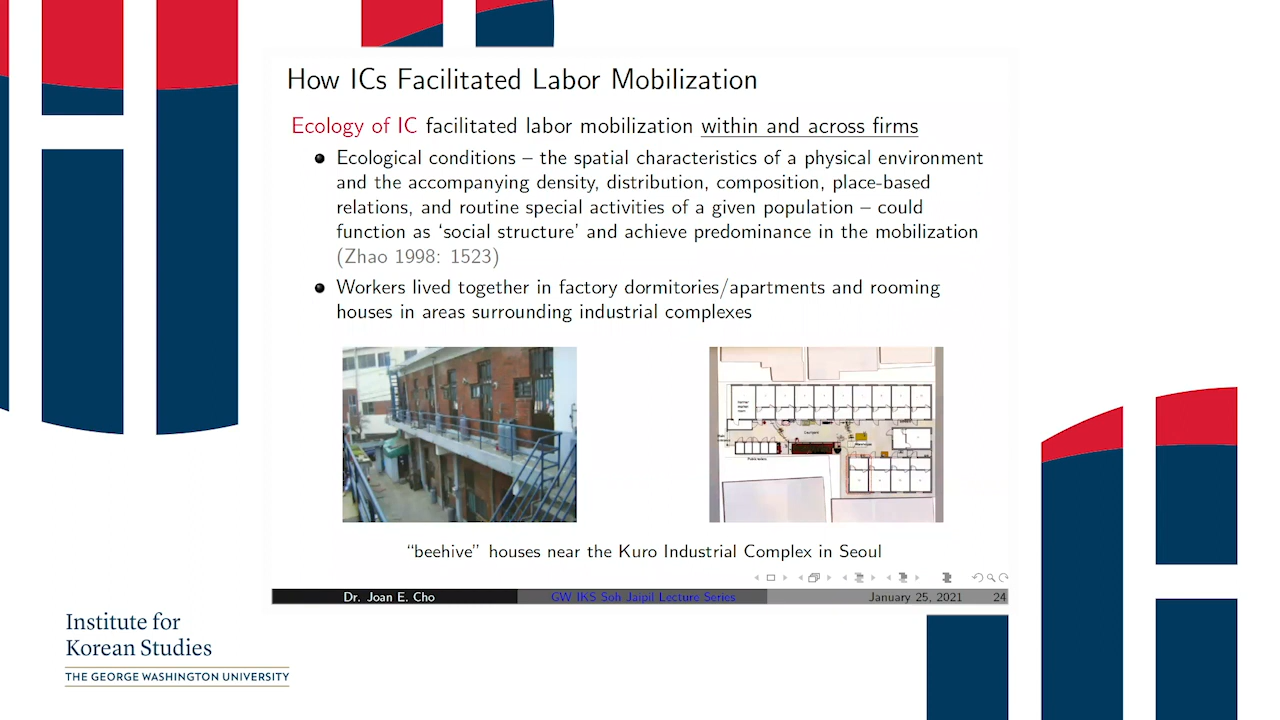 How ICs Facilitated Labor Mobilization
Ecology of IC facilitated labor mobilization within and across firms
Ecological conditions – the spatial characteristics of a physical environment
and the accompanying density, distribution, composition, place-based
relations, and routine special activities of a given population – could
function as ‘social structure’ and achieve predominance in the mobilization
(Zhao 1998: 1523)
Workers lived together in factory dormitories/apartments and rooming
houses in areas surrounding industrial complexes
“beehive” houses near the Kuro Industrial Complex in Seoul
Dr. Joan E. Cho
GW IKS Soh Jaipil Lecture Series
January 25, 2021
24
Institute for
Korean Studies
THE GEORGE WASHINGTON UNIVERSITY